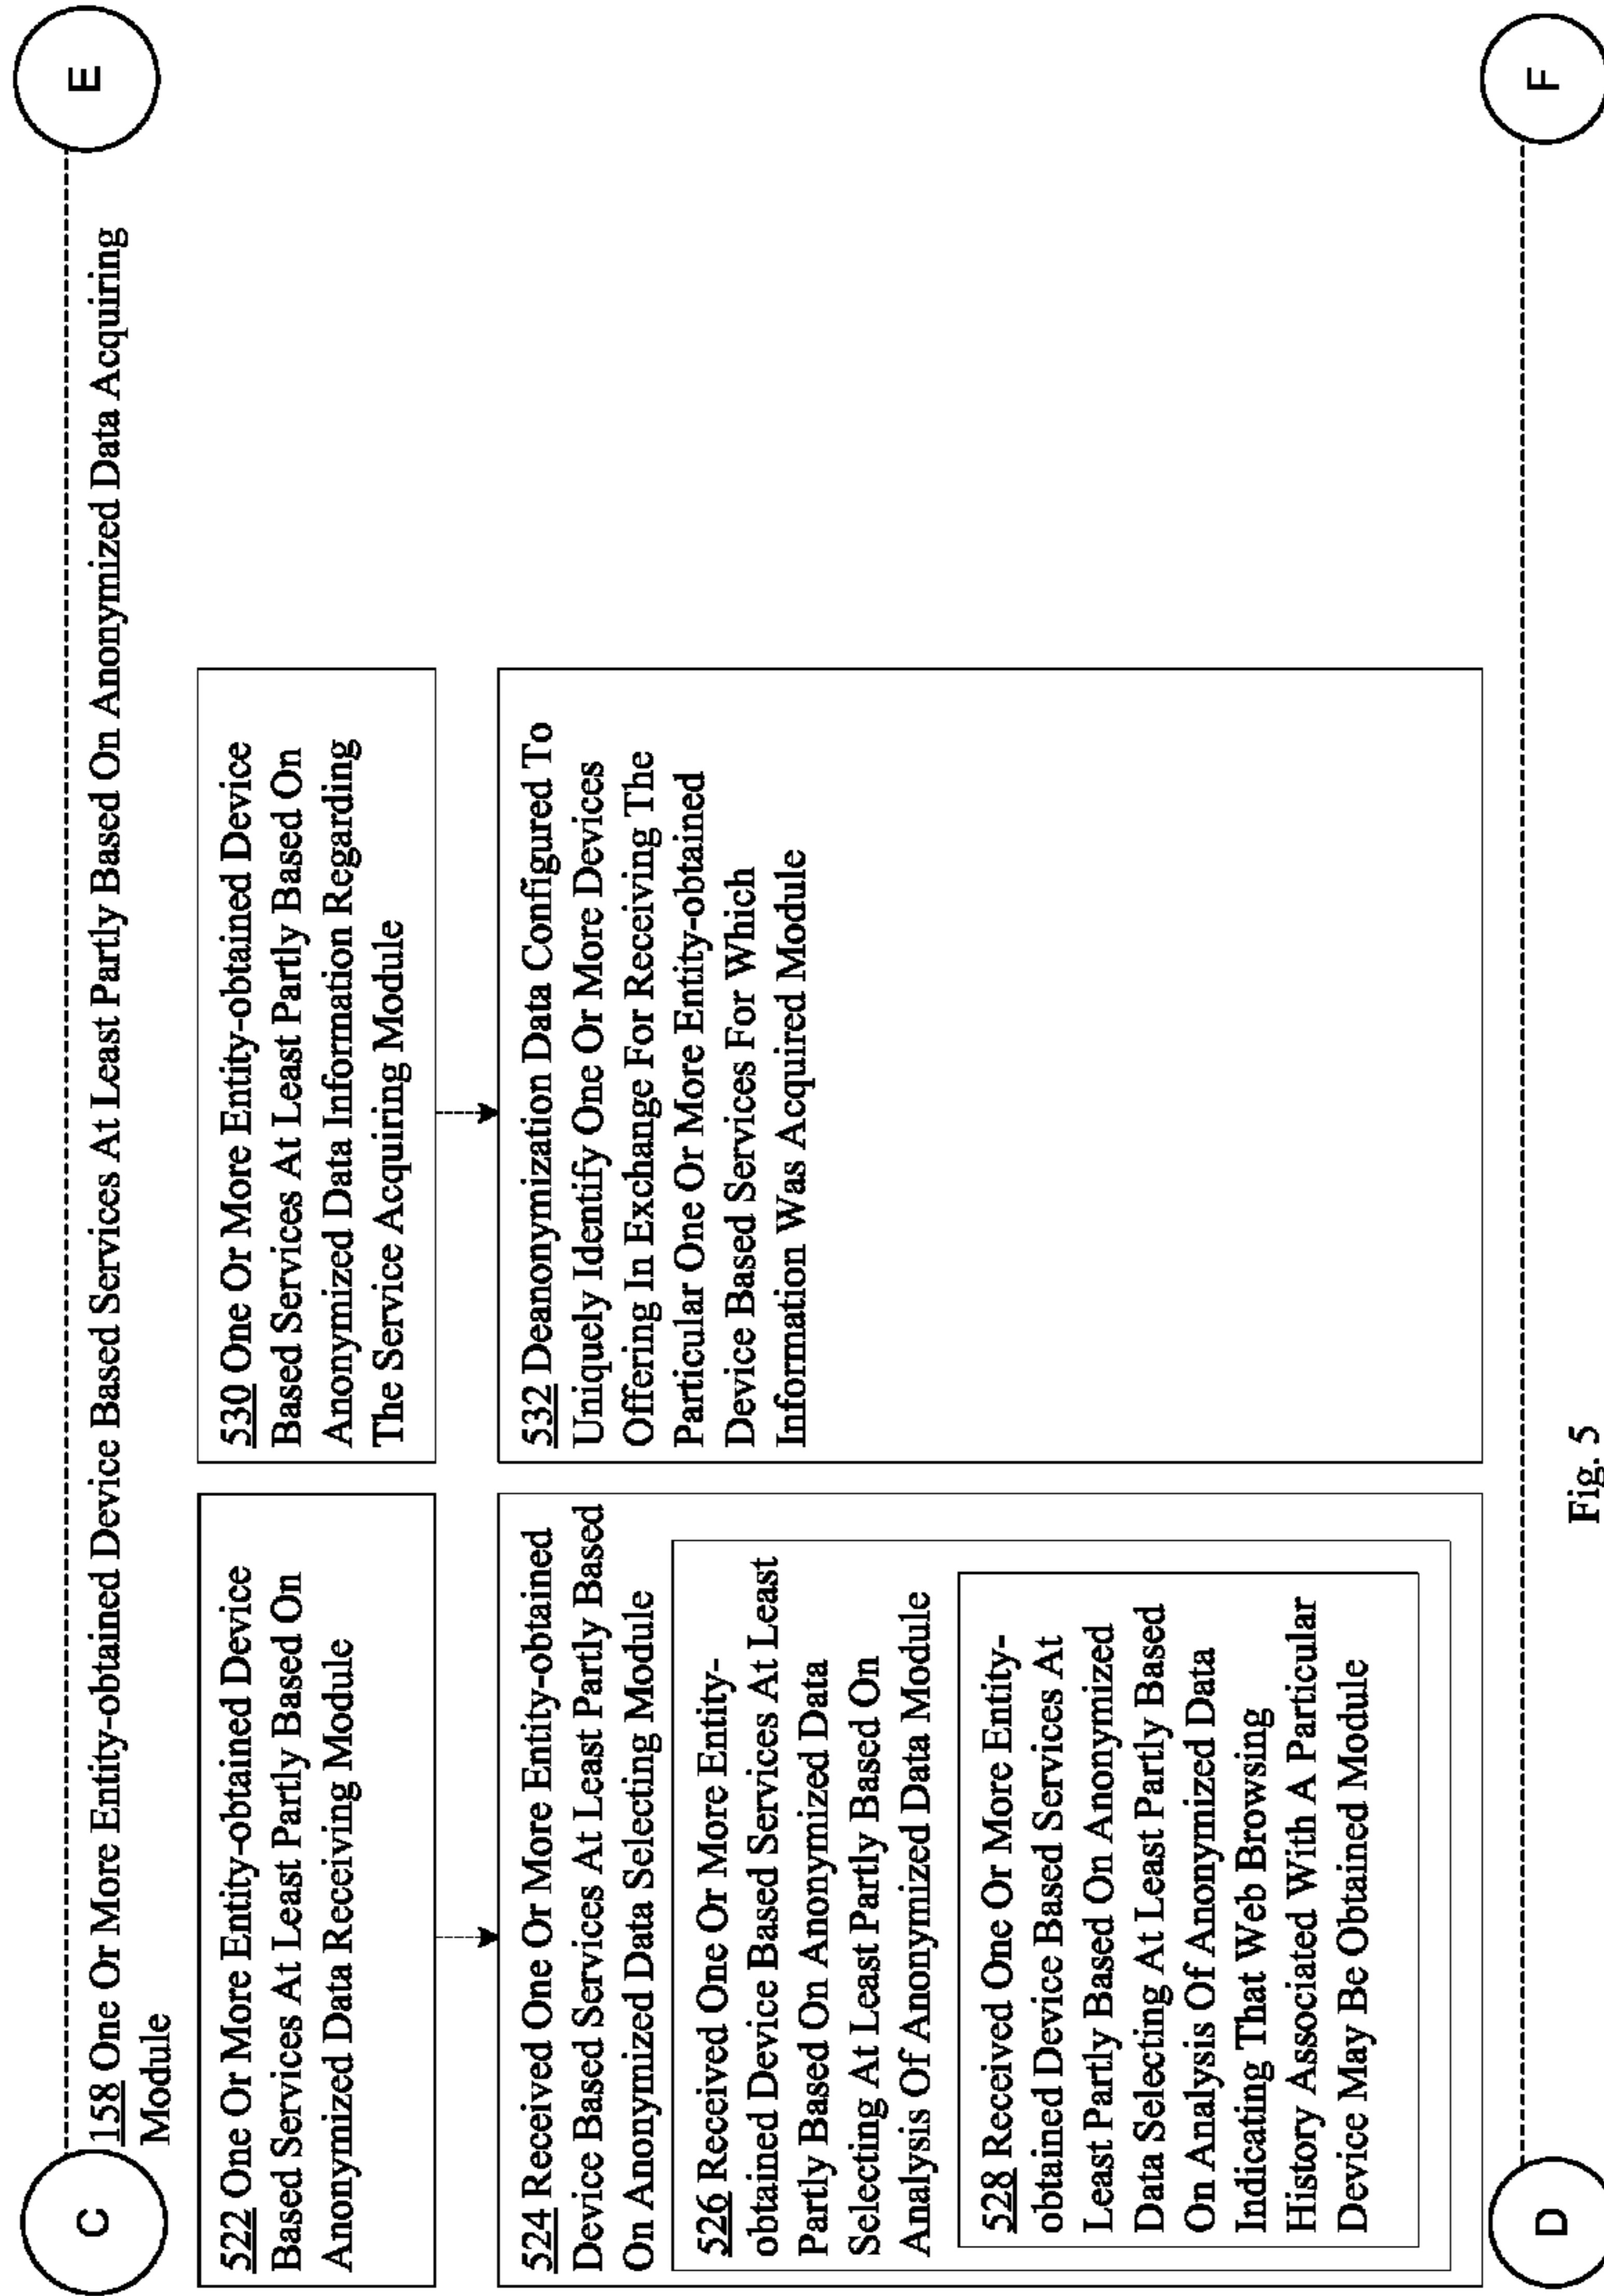 C
E
158 One Or More Entity-obtained Device Based Services At Least Partly Based On Anonymized Data Acquiring
Module
522 One Or More Entity-obtained Device
Based Services At Least Partly Based On
Anonymized Data Receiving Module
524 Received One Or More Entity-obtained
Device Based Services At Least Partly Based
On Anonymized Data Selecting Module
526 Received One Or More Entity-
obtained Device Based Services At Least
Partly Based On Anonymized Data
Selecting At Least Partly Based On
Analysis Of Anonymized Data Module
528 Received One Or More Entity-
obtained Device Based Services At
Least Partly Based On Anonymized
Data Selecting At Least Partly Based
On Analysis Of Anonymized Data
Indicating That Web Browsing
History Associated With A Particular
Device May Be Obtained Module
530 One Or More Entity-obtained Device
Based Services At Least Partly Based On
Anonymized Data Information Regarding
The Service Acquiring Module
532 Deanonymization Data Configured To
Uniquely Identify One Or More Devices
Offering In Exchange For Receiving The
Particular One Or More Entity-obtained
Device Based Services For Which
Information Was Acquired Module
D
F
Fig. 5